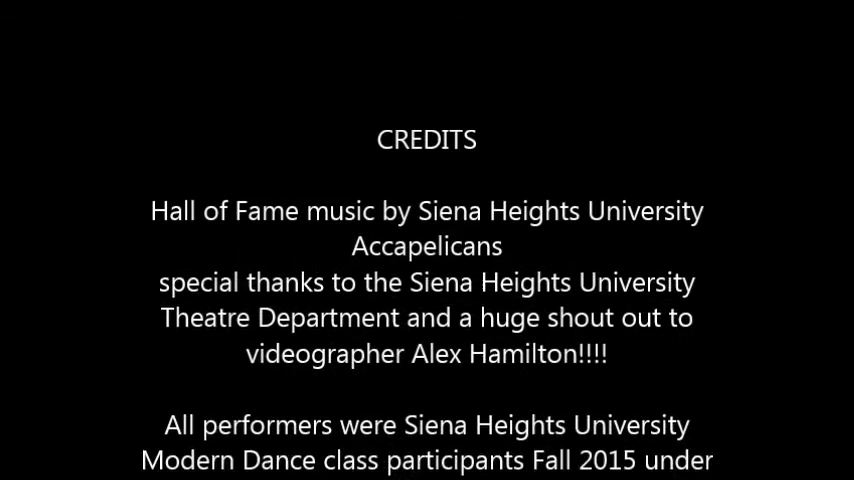 CREDITS
Hall of Fame music by Siena Heights University
Accapelicans
special thanks to the Siena Heights University
Theatre Department and a huge shout out to
videographer Alex Hamilton!!!!
All performers were Siena Heights University
Modern Dance class participants Fall 2015 under